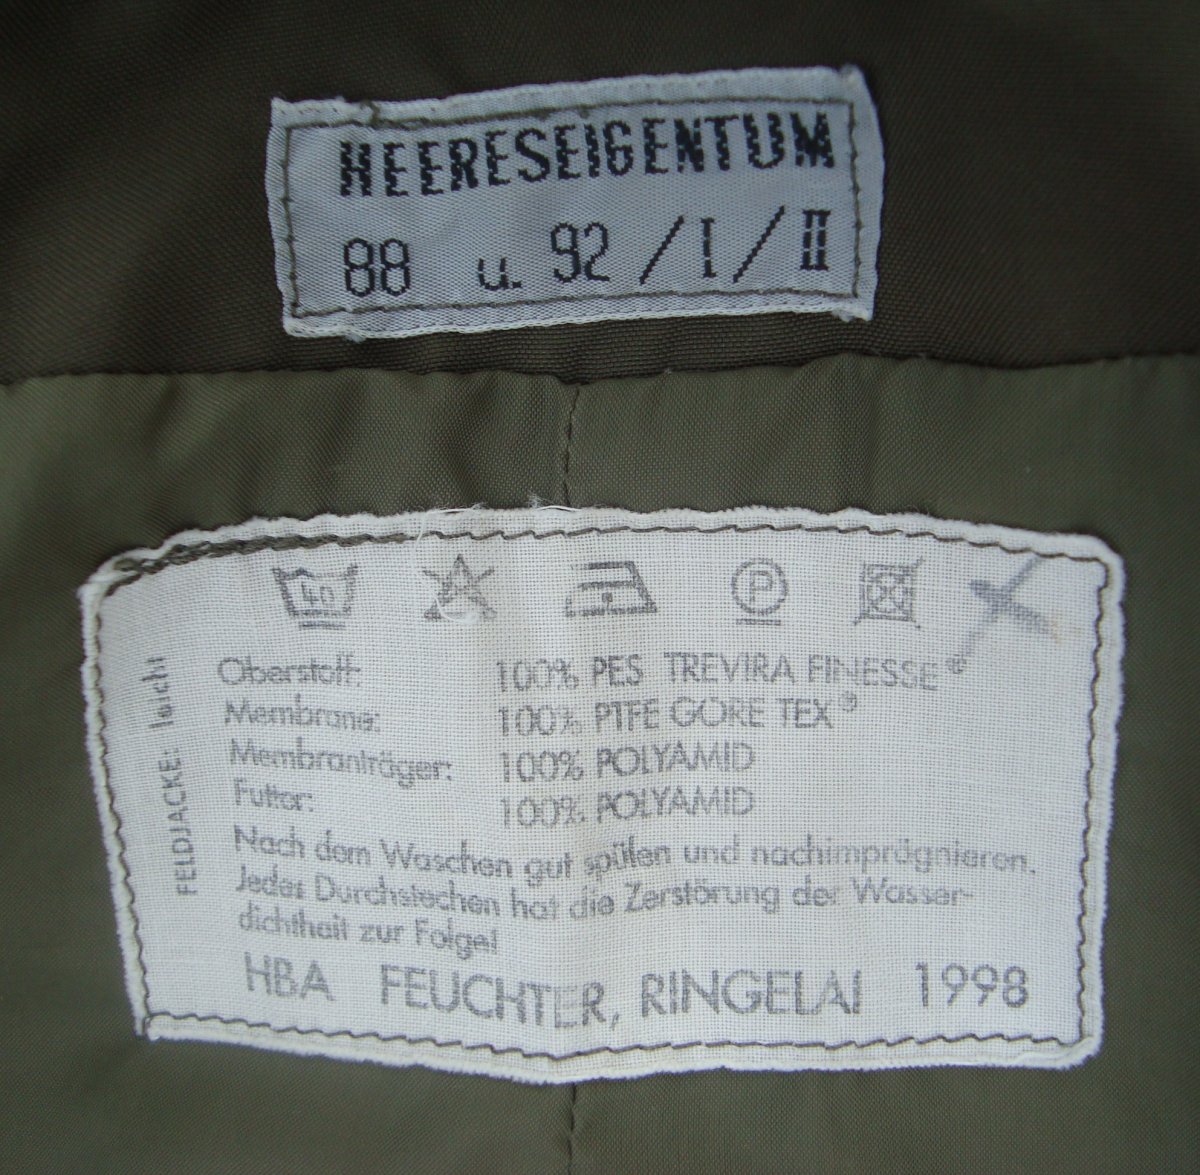 HEERESEIGENTUM
88 u. 92 / I / II
40
P
FELDJACKE: leicht
Oberstoff: 100% PES TREVIRA FINESSE®
Membrane: 100% PTFE GORE TEX®
Membranträger: 100% POLYAMID
Futter: 100% POLYAMID
Nach dem Waschen gut spülen und nachimprägnieren.
Jedes Durchstechen hat die Zerstörung der Wasser-
dichtheit zur Folge!
HBA FEUCHTER, RINGELAI 1998